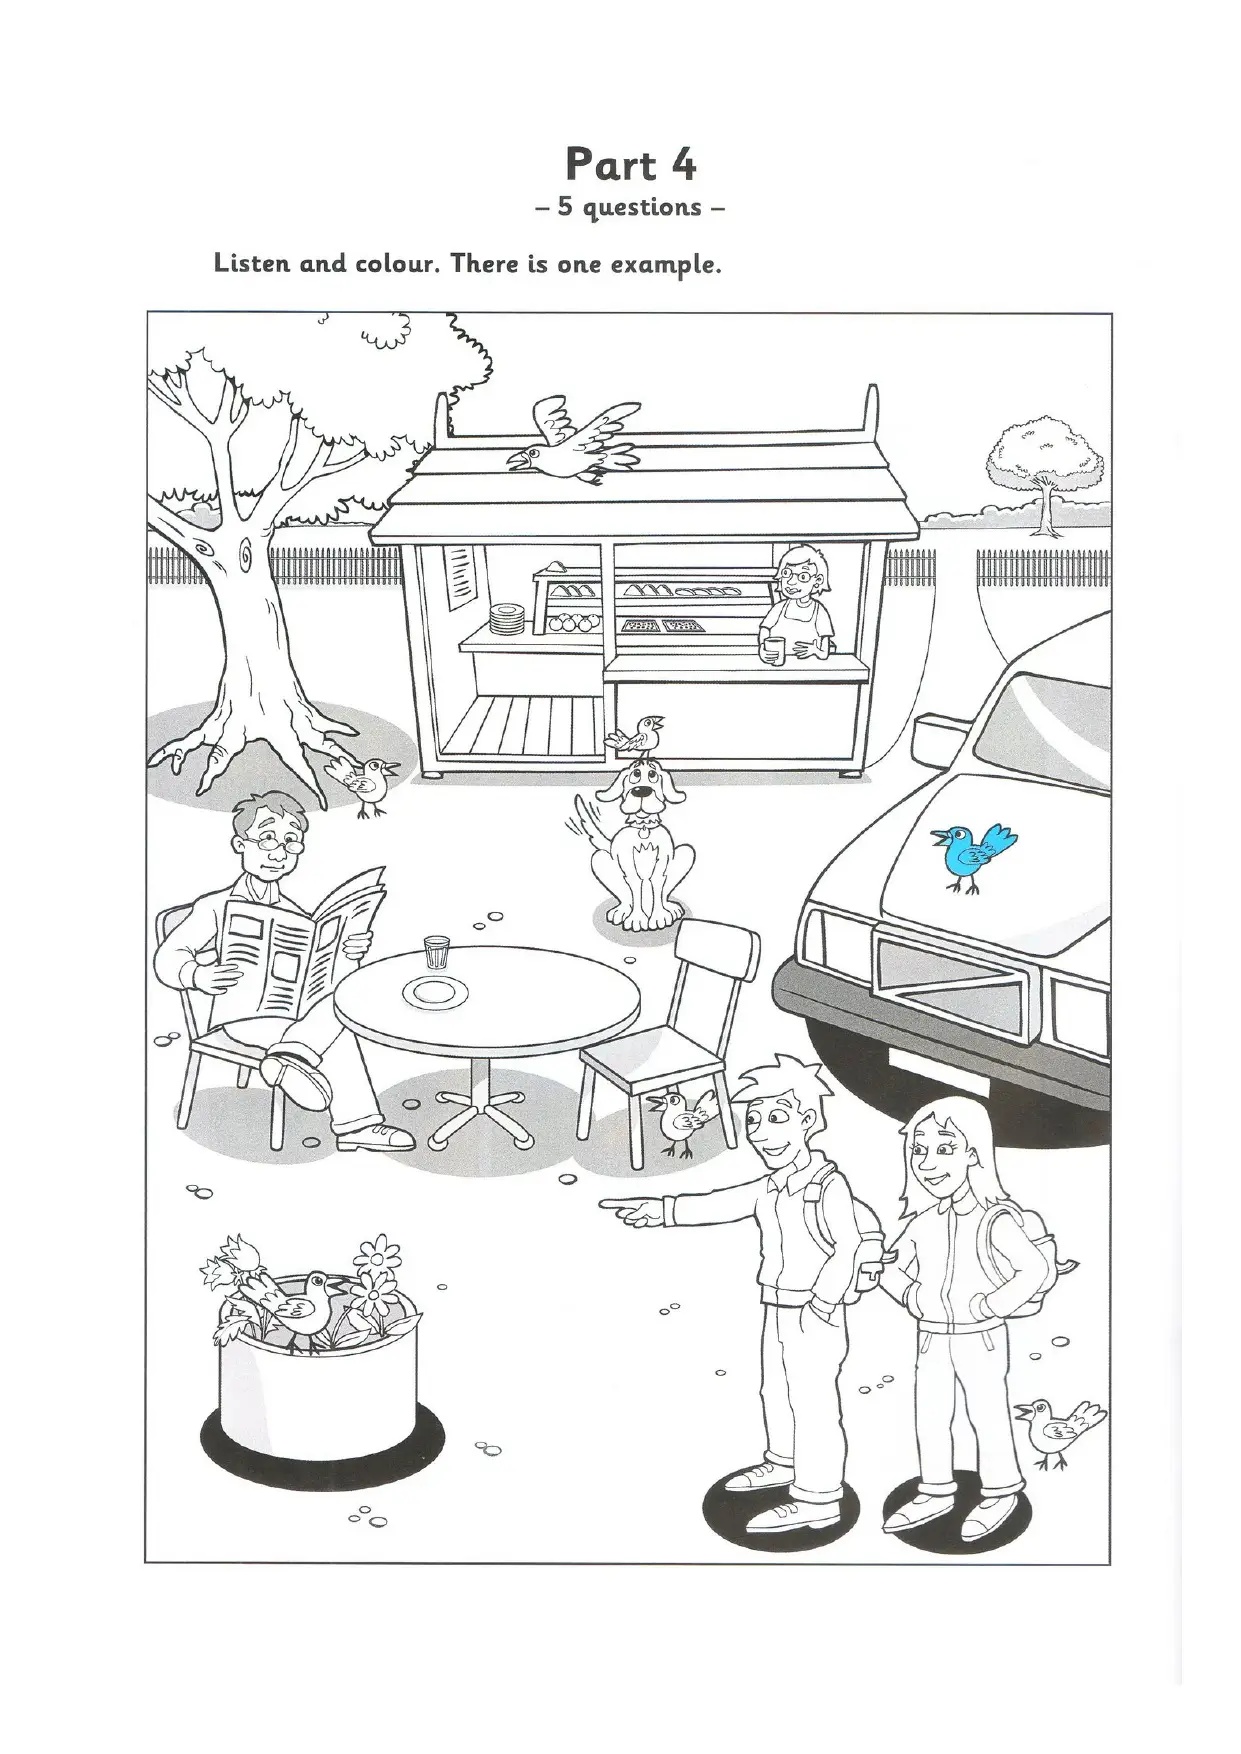 Part 4
– 5 questions –
Listen and colour. There is one example.